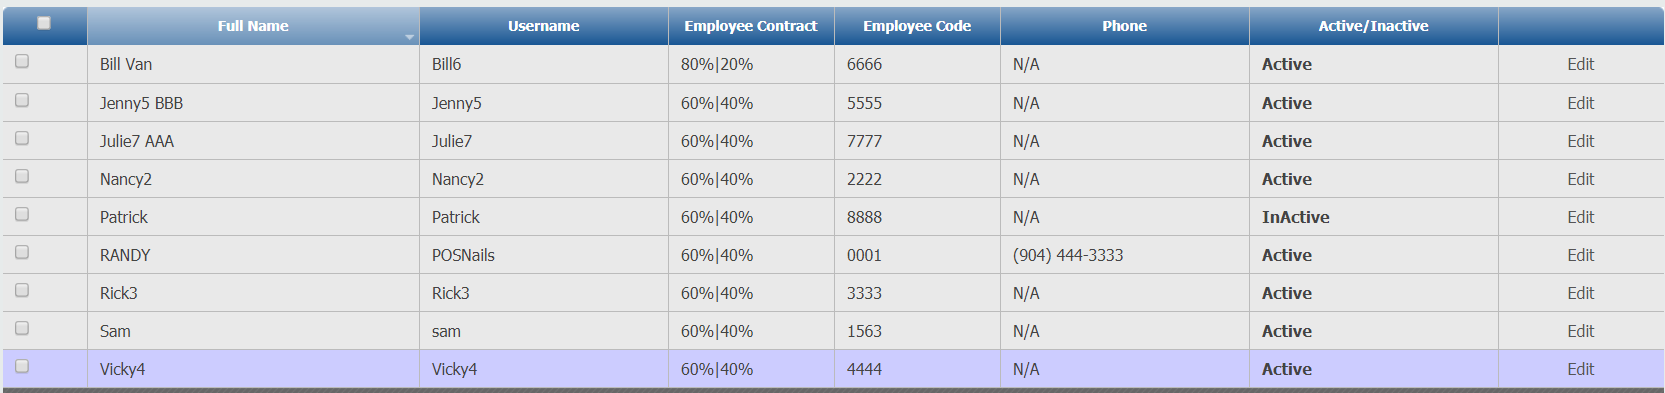 Full Name Username Employee Contract Employee Code Phone Active/Inactive
Bill Van Bill6 80%|20% 6666 N/A Active Edit
Jenny5 BBB Jenny5 60%|40% 5555 N/A Active Edit
Julie7 AAA Julie7 60%|40% 7777 N/A Active Edit
Nancy2 Nancy2 60%|40% 2222 N/A Active Edit
Patrick Patrick 60%|40% 8888 N/A InActive Edit
RANDY POSNails 60%|40% 0001 (904) 444-3333 Active Edit
Rick3 Rick3 60%|40% 3333 N/A Active Edit
Sam sam 60%|40% 1563 N/A Active Edit
Vicky4 Vicky4 60%|40% 4444 N/A Active Edit